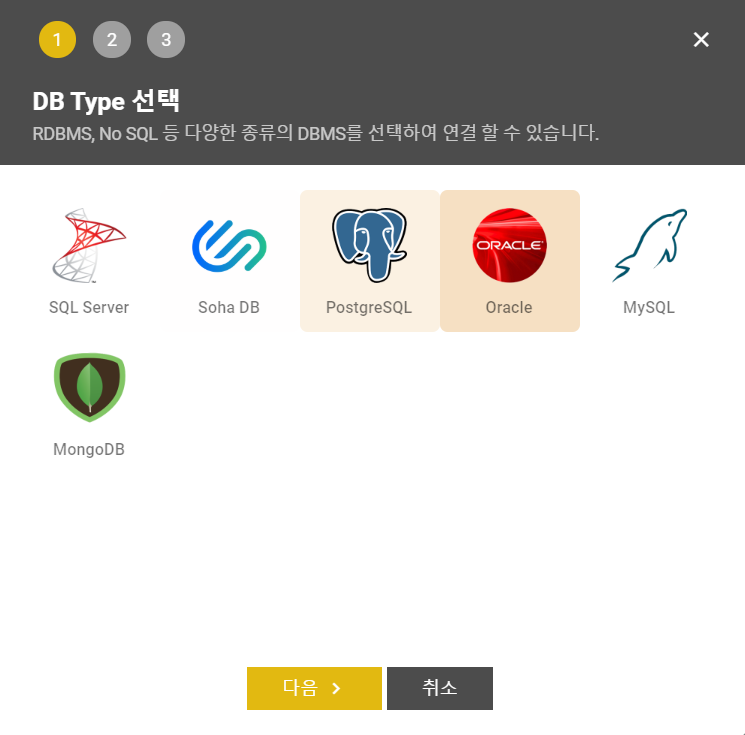 1 2 3
DB Type 선택
RDBMS, No SQL 등 다양한 종류의 DBMS를 선택하여 연결 할 수 있습니다.
ORACLE
SQL Server Soha DB PostgreSQL Oracle MySQL
MongoDB
다음 취소